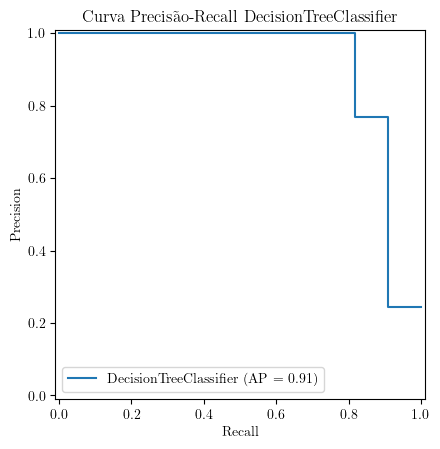 Curva Precisão-Recall DecisionTreeClassifier
1.0
0.8
0.6
0.4
0.2
0.0
Precision
DecisionTreeClassifier (AP = 0.91)
0.0 0.2 0.4 0.6 0.8 1.0
Recall